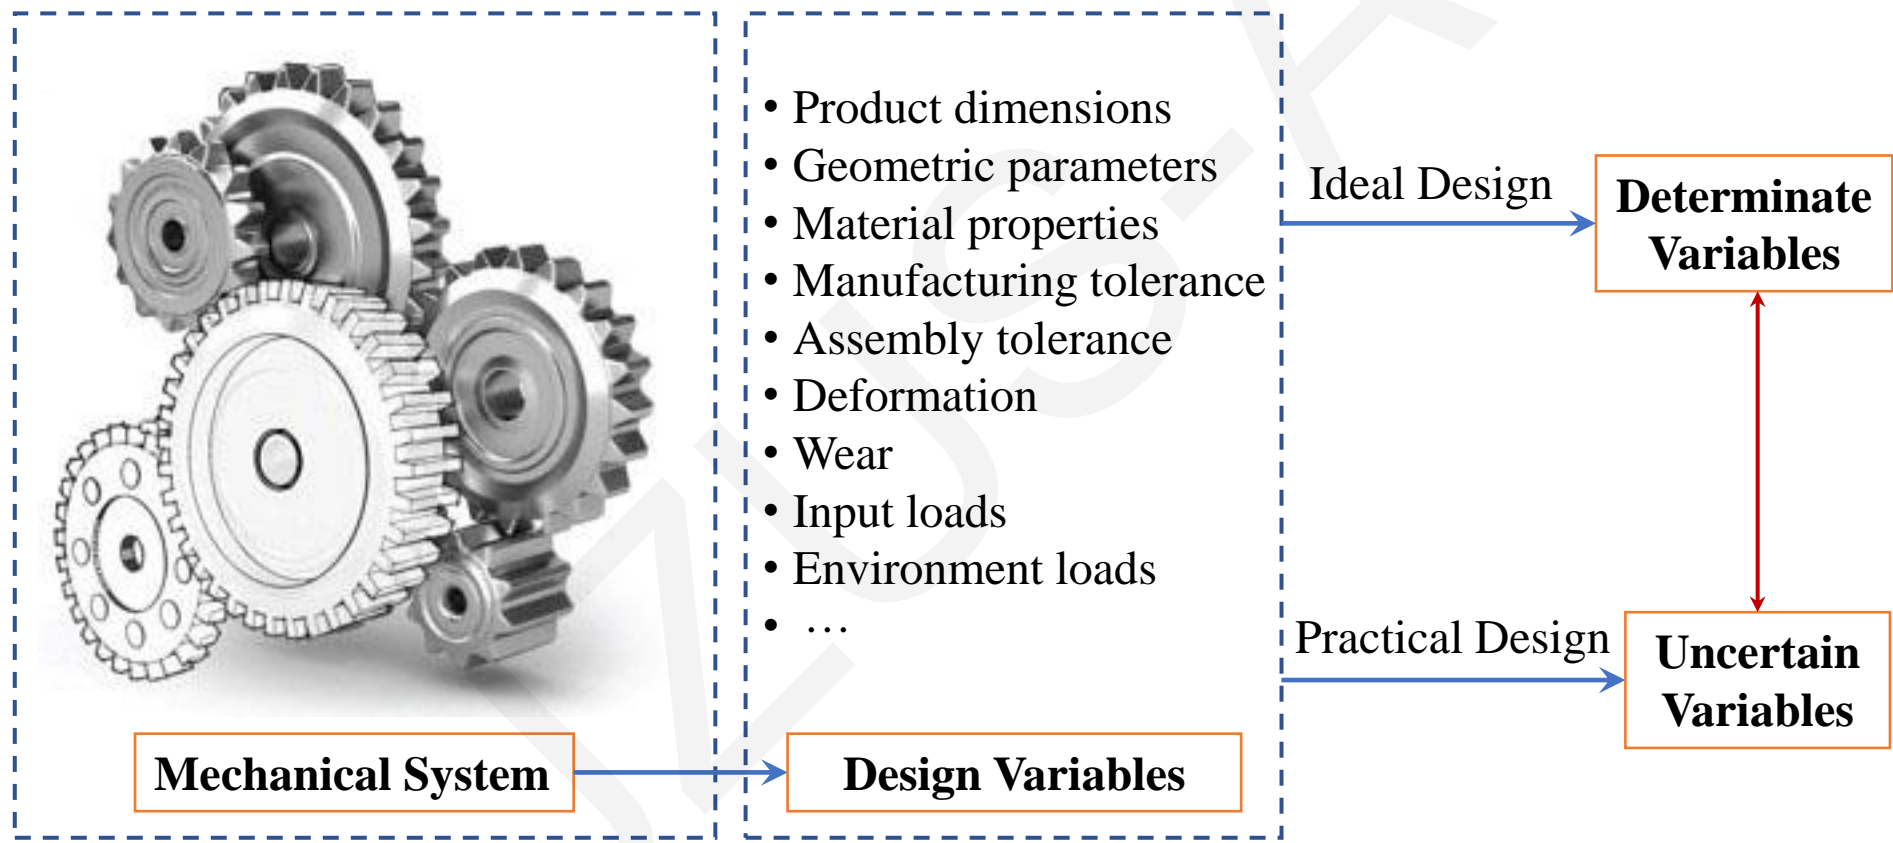 • Product dimensions
• Geometric parameters
• Material properties
• Manufacturing tolerance
• Assembly tolerance
• Deformation
• Wear
• Input loads
• Environment loads
• …
Mechanical System
Design Variables
Ideal Design
Determinate
Variables
Practical Design
Uncertain
Variables
JZUS-A